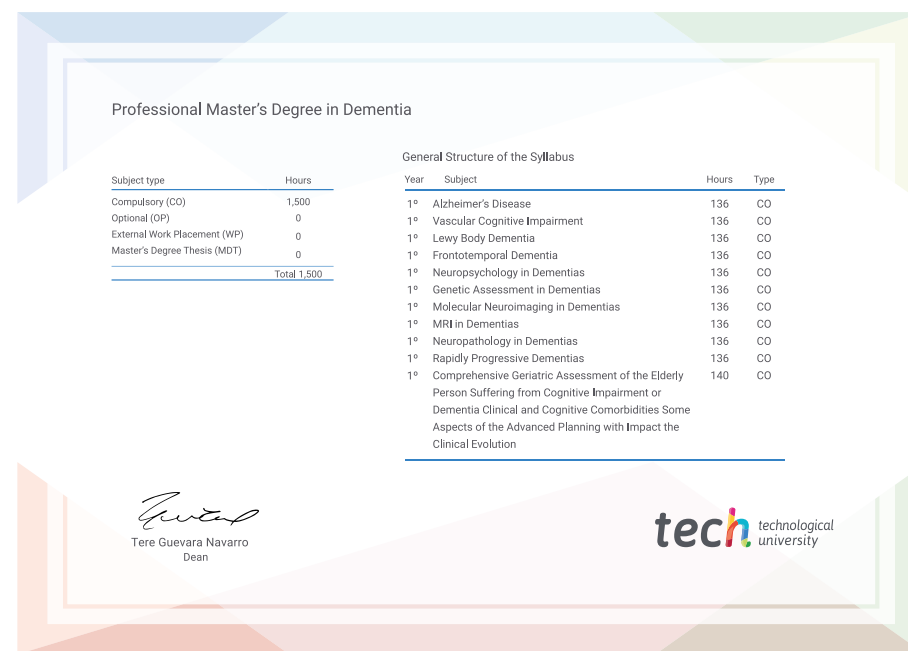 Professional Master's Degree in Dementia
Subject type Hours
Compulsory (CO) 1,500
Optional (OP) 0
External Work Placement (WP) 0
Master's Degree Thesis (MDT) 0
Total 1,500
General Structure of the Syllabus
Year Subject Hours Type
1º Alzheimer's Disease 136 CO
1º Vascular Cognitive Impairment 136 CO
1º Lewy Body Dementia 136 CO
1º Frontotemporal Dementia 136 CO
1º Neuropsychology in Dementias 136 CO
1º Genetic Assessment in Dementias 136 CO
1º Molecular Neuroimaging in Dementias 136 CO
1º MRI in Dementias 136 CO
1º Neuropathology in Dementias 136 CO
1º Rapidly Progressive Dementias 136 CO
1º Comprehensive Geriatric Assessment of the Elderly 140 CO
Person Suffering from Cognitive Impairment or
Dementia Clinical and Cognitive Comorbidities Some
Aspects of the Advanced Planning with Impact the
Clinical Evolution
Tere Guevara Navarro
Dean
tech technological
university